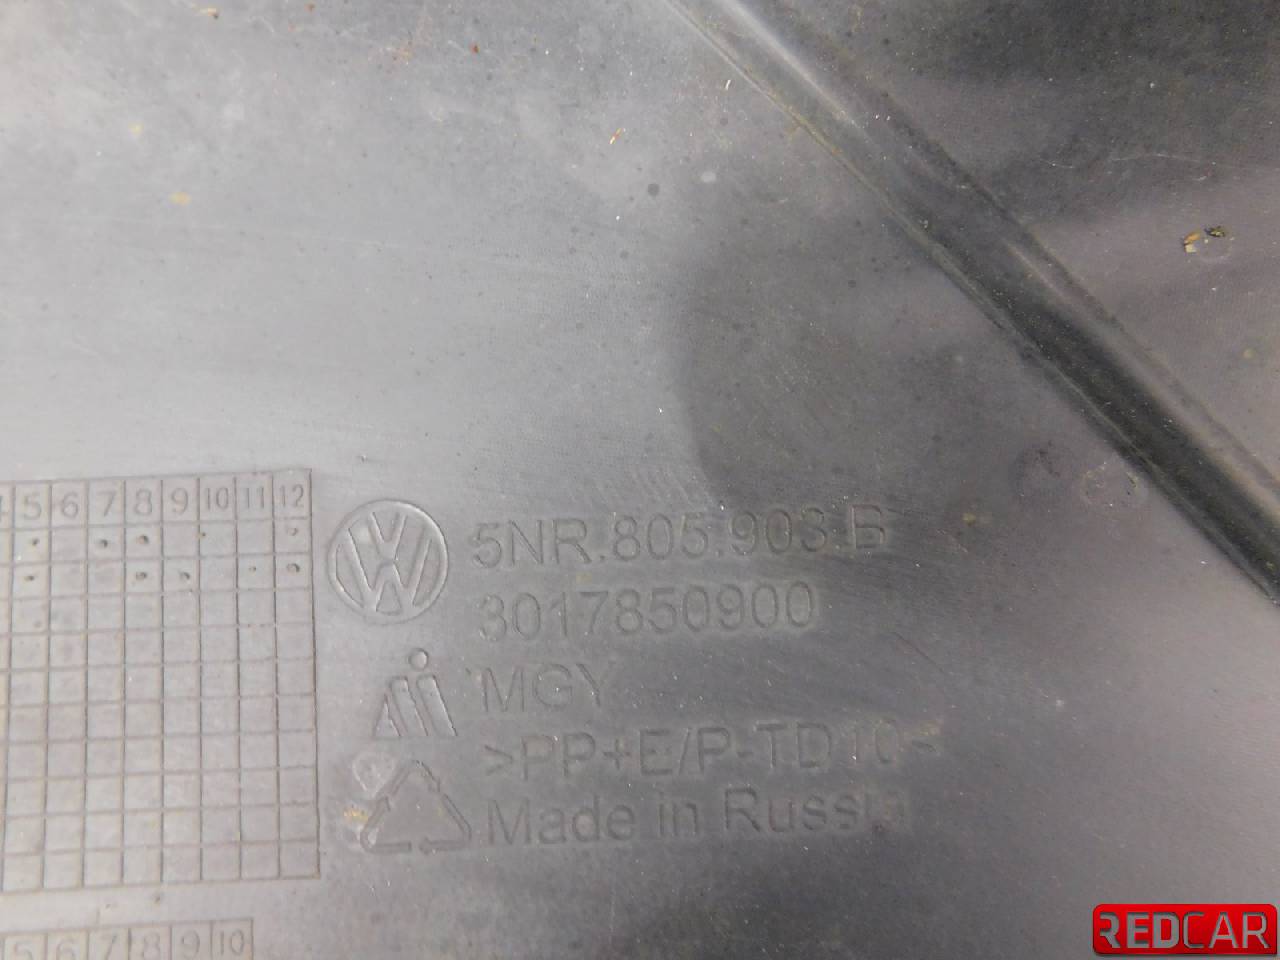 5 6 7 8 9 10 11 12
5NR.805.903.B
3017850900
MGY
>PP+E/P-TD10<
Made in Russia
5 6 7 8 9 10
REDCAR